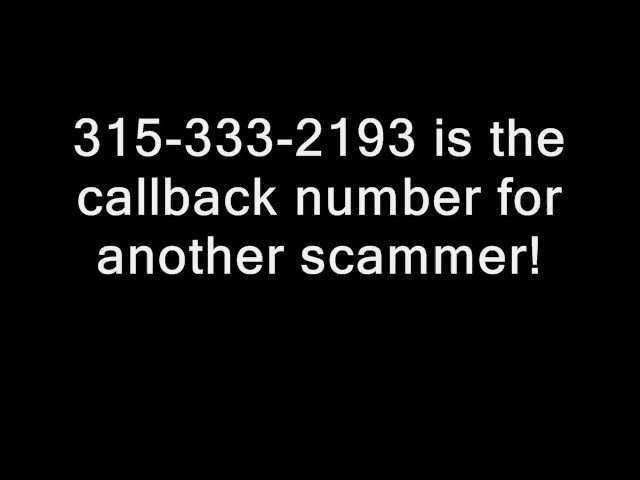 315-333-2193 is the
callback number for
another scammer!